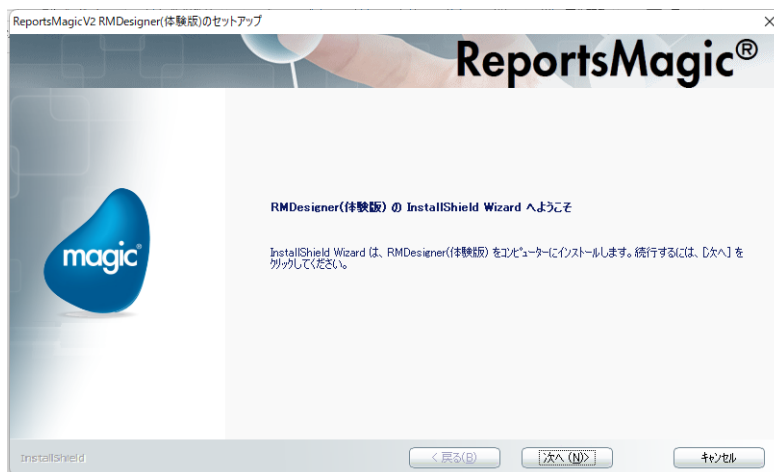 ReportsMagicV2 RMDesigner(体験版)のセットアップ
ReportsMagic®
magic
RMDesigner(体験版) の InstallShield Wizard へようこそ
InstallShield Wizard は、RMDesigner(体験版) をコンピューターにインストールします。続行するには、[次へ] を
クリックしてください。
InstallShield
< 戻る(B)
次へ (N)>
キャンセル